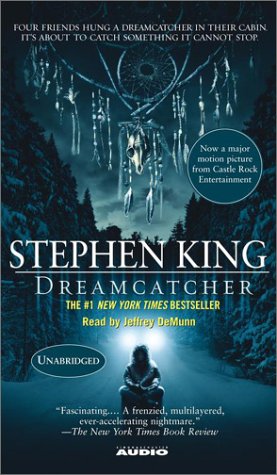 FOUR FRIENDS HUNG A DREAMCATCHER IN THEIR CABIN.
IT'S ABOUT TO CATCH SOMETHING IT CANNOT STOP.
Now a major
motion picture
from Castle Rock
Entertainment
STEPHEN KING
DREAMCATCHER
THE #1 NEW YORK TIMES BESTSELLER
Read by Jeffrey DeMunn
UNABRIDGED
"Fascinating.... A frenzied, multilayered,
ever-accelerating nightmare."
—The New York Times Book Review
SIMON & SCHUSTER
AUDIO